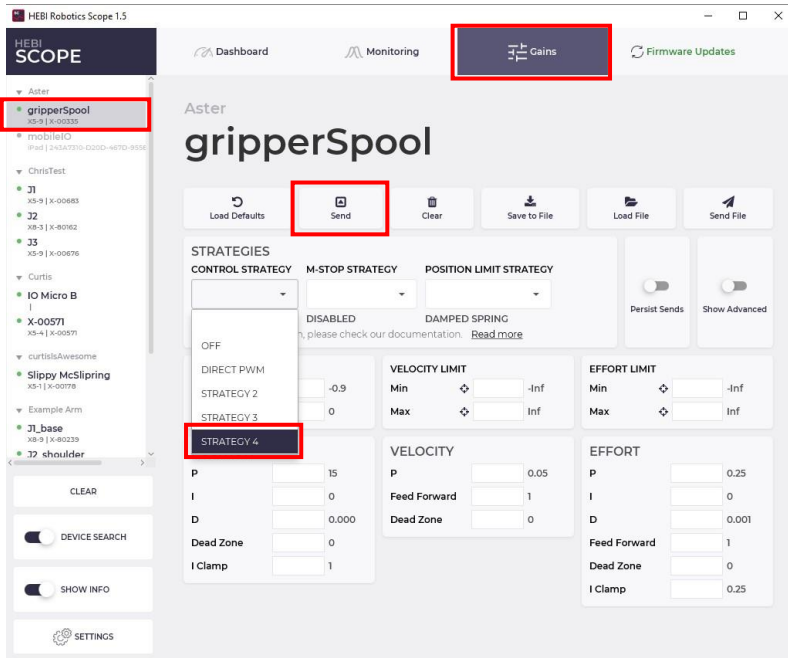 HEBI Robotics Scope 1.5
HEBI
SCOPE
Dashboard
Monitoring
Gains
Firmware Updates
Aster
gripperSpool
X5-9 | X-00335
mobileIO
iPad | 243A7310-D20D-467D-955E
ChrisTest
J1
X5-9 | X-00683
J2
X8-3 | X-80162
J3
X5-9 | X-00676
Curtis
IO Micro B
|
X-00571
X5-4 | X-00571
curtisIsAwesome
Slippy McSlipring
X5-1 | X-00178
Example Arm
J1_base
X8-9 | X-80239
J2_shoulder
CLEAR
DEVICE SEARCH
SHOW INFO
SETTINGS
Aster
gripperSpool
Load Defaults
Send
Clear
Save to File
Load File
Send File
STRATEGIES
CONTROL STRATEGY M-STOP STRATEGY POSITION LIMIT STRATEGY
DISABLED DAMPED SPRING
, please check our documentation. Read more
Persist Sends
Show Advanced
OFF
DIRECT PWM
STRATEGY 2
STRATEGY 3
STRATEGY 4
-0.9
0
VELOCITY LIMIT
Min -Inf
Max Inf
EFFORT LIMIT
Min -Inf
Max Inf
P 15
I 0
D 0.000
Dead Zone 0
I Clamp 1
VELOCITY
P 0.05
Feed Forward 1
Dead Zone 0
EFFORT
P 0.25
I 0
D 0.001
Feed Forward 1
Dead Zone 0
I Clamp 0.25